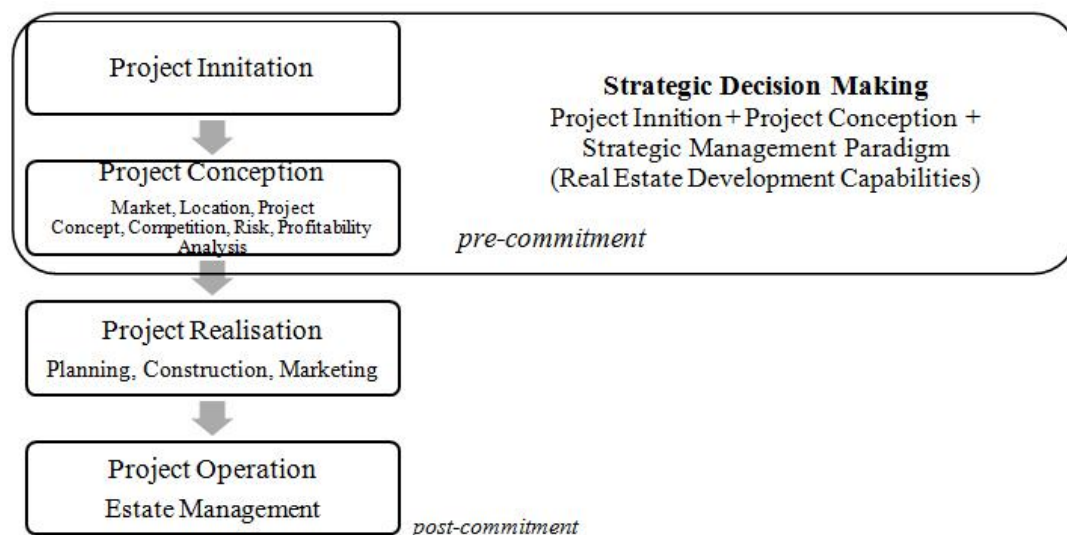 Project Innitation
Strategic Decision Making
Project Innition + Project Conception +
Strategic Management Paradigm
(Real Estate Development Capabilities)
Project Conception
Market, Location, Project
Concept, Competition, Risk, Profitability
Analysis
pre-commitment
Project Realisation
Planning, Construction, Marketing
Project Operation
Estate Management
post-commitment